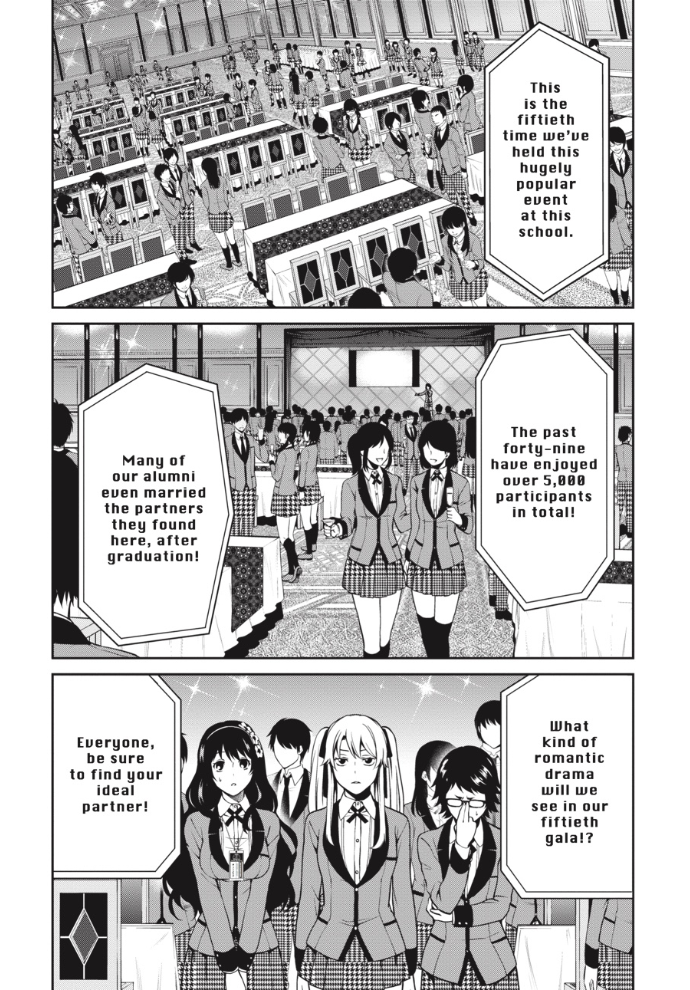 This
is the
fiftieth
time we've
held this
hugely
popular
event
at this
school.
The past
forty-nine
have enjoyed
over 5,000
participants
in total!
Many of
our alumni
even married
the partners
they found
here, after
graduation!
What
kind of
romantic
drama
will we
see in our
fiftieth
gala!?
Everyone,
be sure
to find your
ideal
partner!